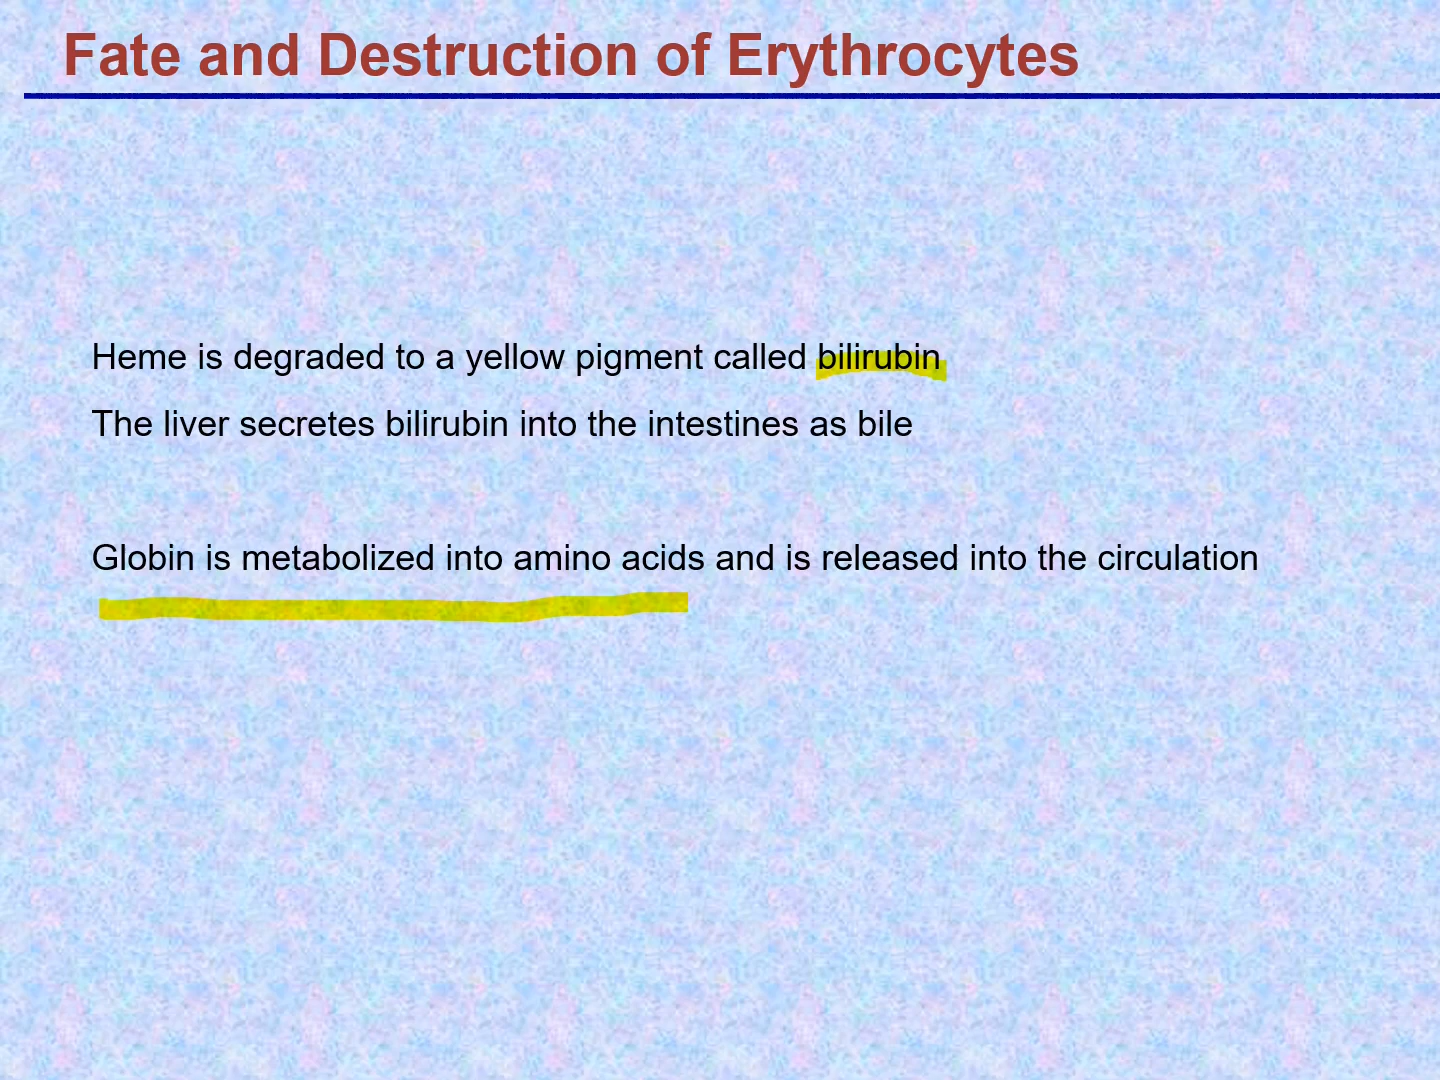 Fate and Destruction of Erythrocytes
Heme is degraded to a yellow pigment called bilirubin
The liver secretes bilirubin into the intestines as bile
Globin is metabolized into amino acids and is released into the circulation